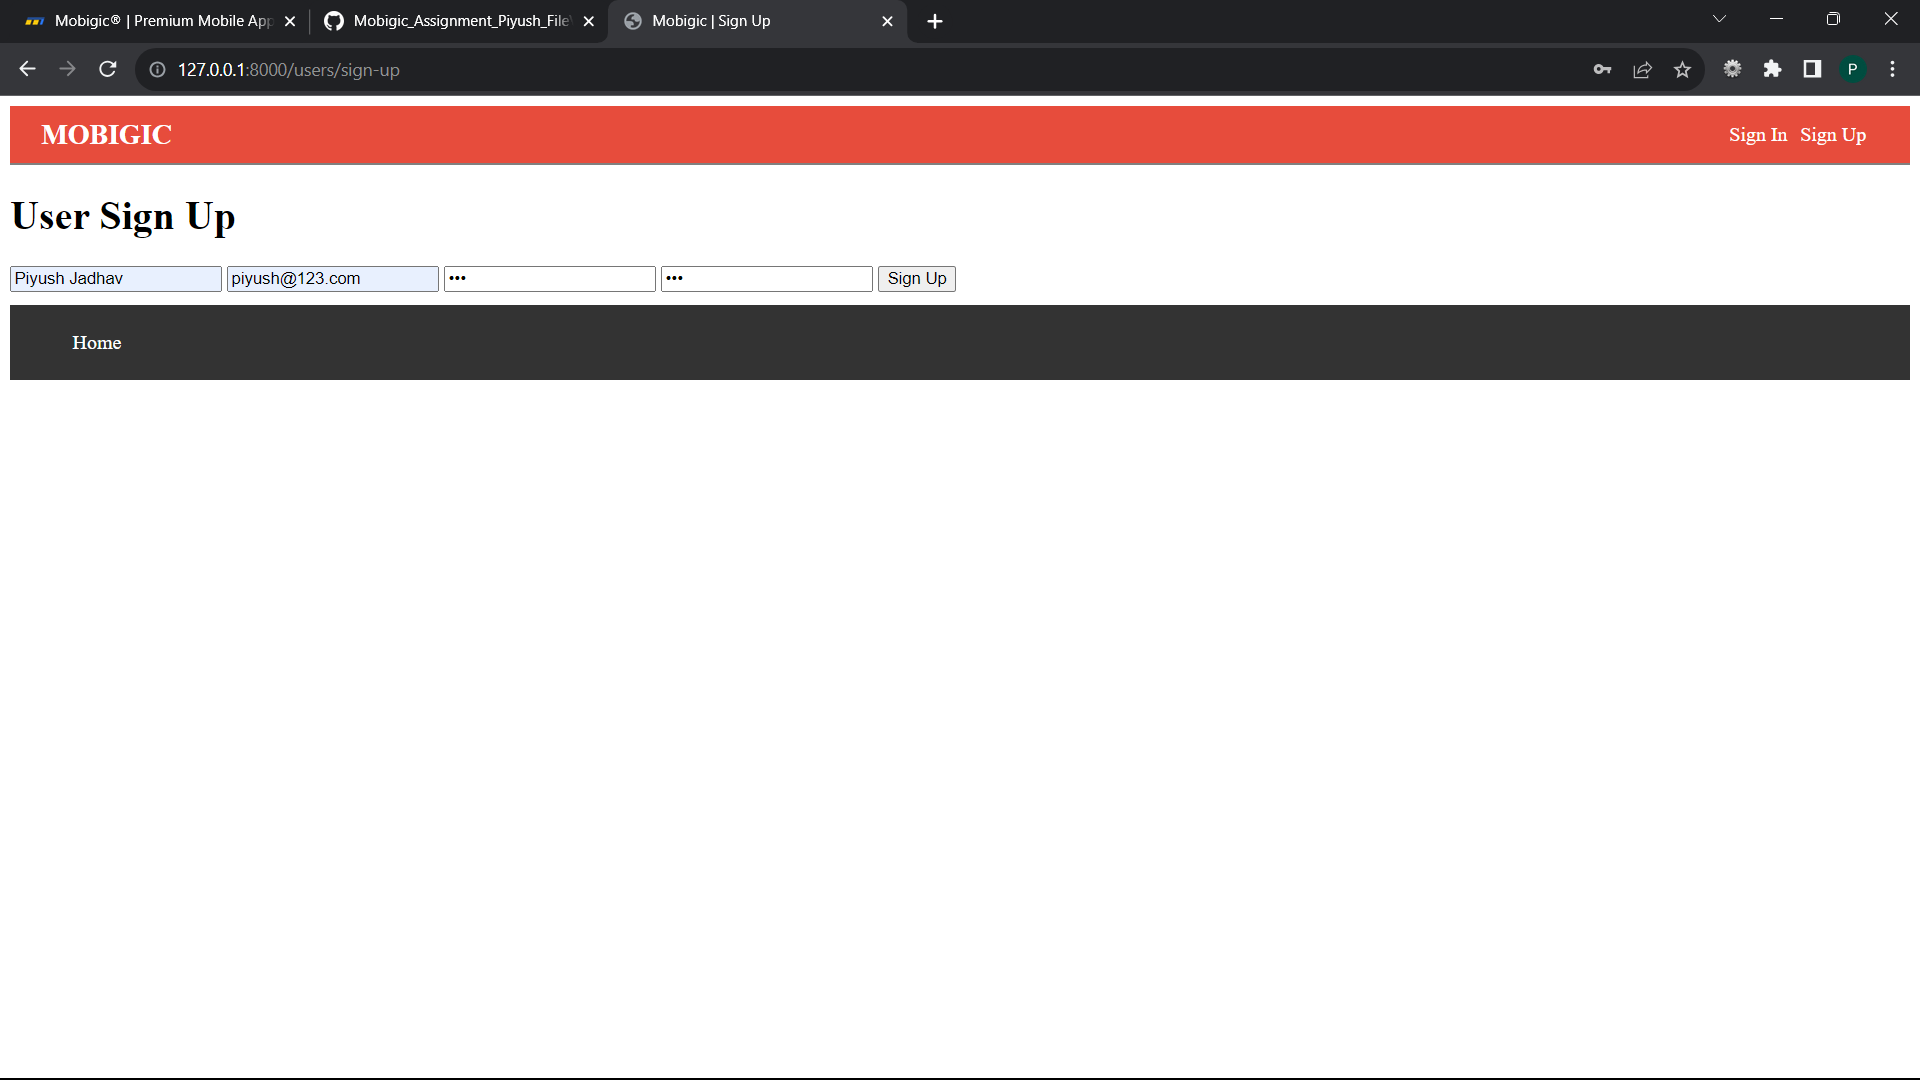 Mobigic® | Premium Mobile App
Mobigic_Assignment_Piyush_File
Mobigic | Sign Up
127.0.0.1:8000/users/sign-up
P
MOBIGIC
Sign In Sign Up
User Sign Up
Piyush Jadhav piyush@123.com ••• ••• Sign Up
Home